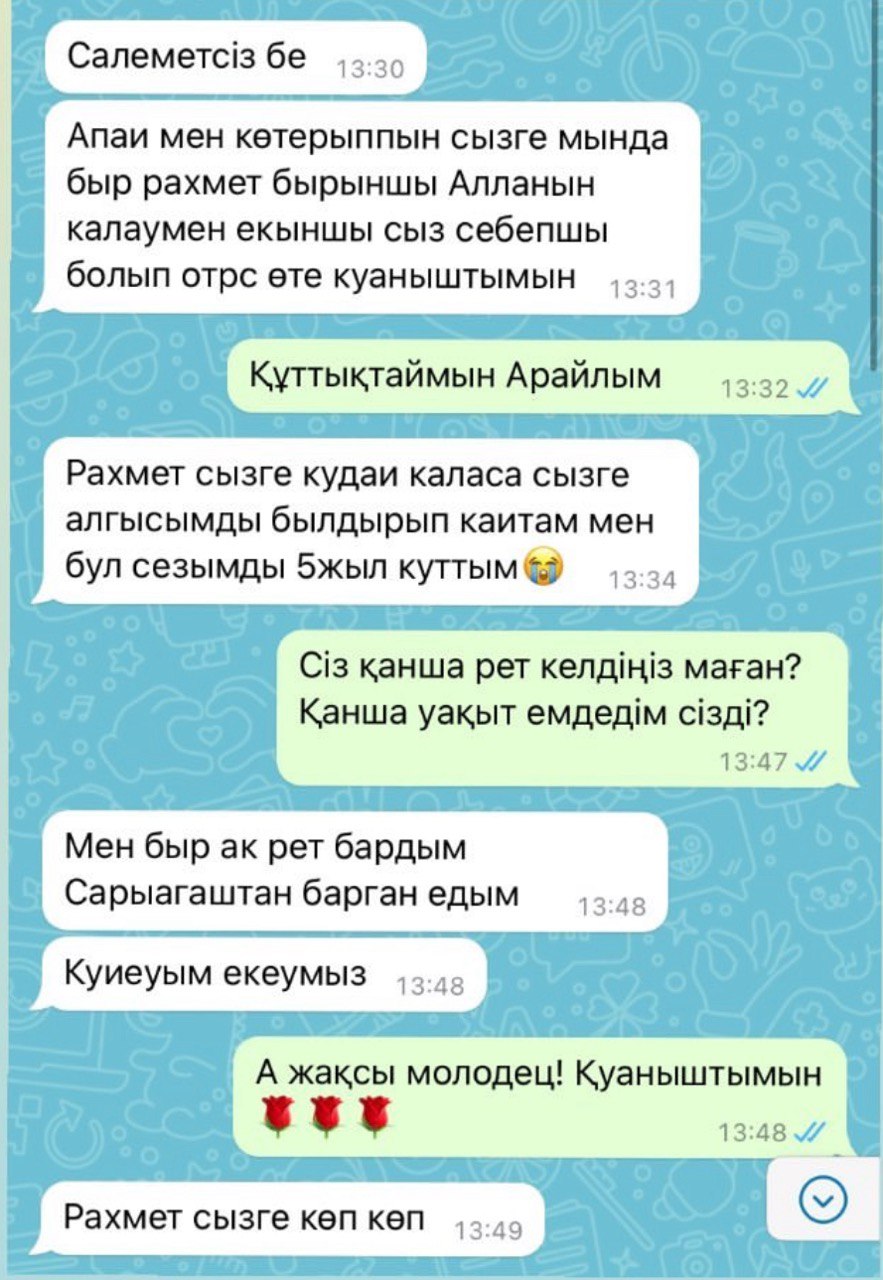 Салеметсіз бе 13:30
Апаи мен көтерыппын сызге мында
быр рахмет бырыншы Алланын
калаумен екыншы сыз себепшы
болып отрс өте куаныштымын 13:31
Құттықтаймын Арайлым 13:32
Рахмет сызге кудаи каласа сызге
алгысымды былдырып каитам мен
бул сезымды 5жыл куттым😭 13:34
Сіз қанша рет келдіңіз маған?
Қанша уақыт емдедім сізді?
13:47
Мен быр ак рет бардым
Сарыагаштан барган едым 13:48
Куиеуым екеумыз 13:48
А жақсы молодец! Қуаныштымын
🌹🌹🌹 13:48
Рахмет сызге көп көп 13:49